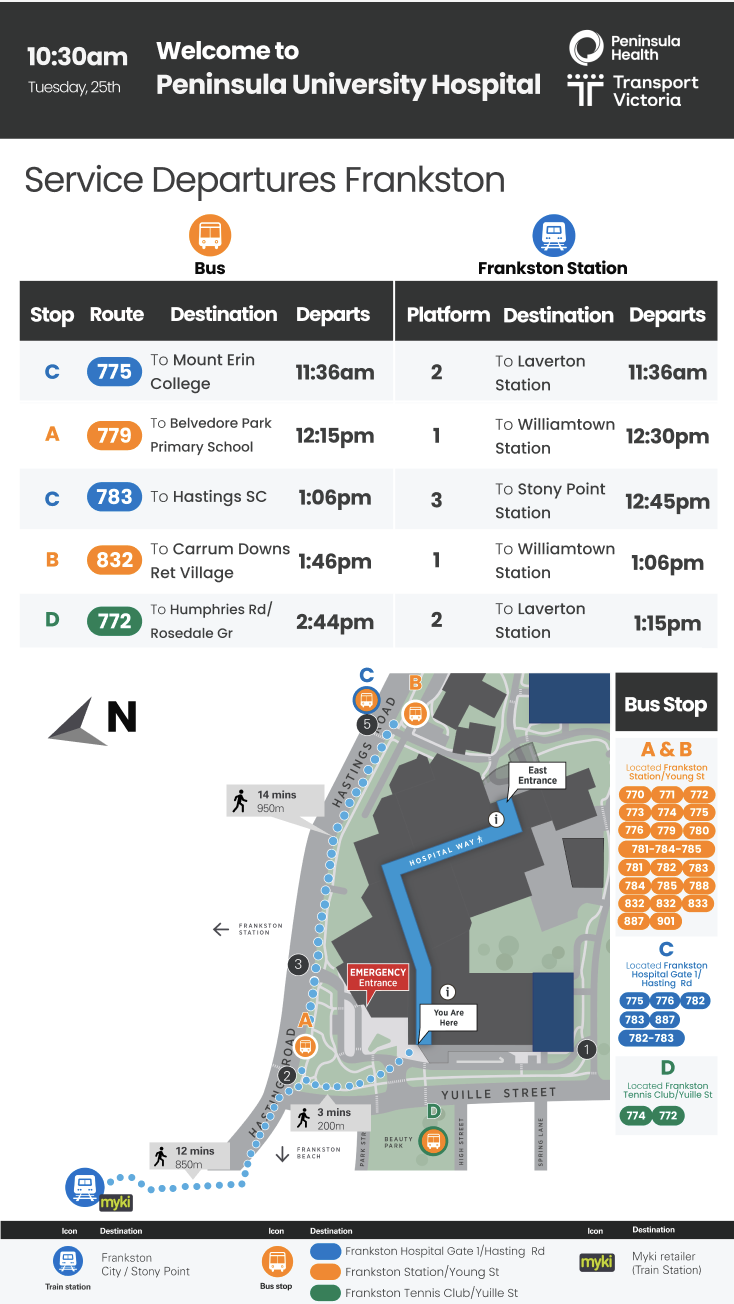 10:30am
Tuesday, 25th
Welcome to
Peninsula University Hospital
Peninsula
Health
Transport
Victoria
Service Departures Frankston
Bus
Frankston Station
Stop Route Destination Departs Platform Destination Departs
C 775 To Mount Erin College 11:36am 2 To Laverton Station 11:36am
A 779 To Belvedore Park Primary School 12:15pm 1 To Williamtown Station 12:30pm
C 783 To Hastings SC 1:06pm 3 To Stony Point Station 12:45pm
B 832 To Carrum Downs Ret Village 1:46pm 1 To Williamtown Station 1:06pm
D 772 To Humphries Rd/ Rosedale Gr 2:44pm 2 To Laverton Station 1:15pm
N
C
B
5
HASTINGS ROAD
14 mins
950m
East
Entrance
i
HOSPITAL WAY
FRANKSTON
STATION
3
EMERGENCY
Entrance
i
You Are
Here
A
2
1
HASTINGS ROAD
YUILLE STREET
3 mins
200m
D
BEAUTY
PARK
PARK STR
HIGH STREET
SPRING LANE
12 mins
850m
FRANKSTON
BEACH
myki
Bus Stop
A & B
Located Frankston
Station/Young St
770 771 772
773 774 775
776 779 780
781-784-785
781 782 783
784 785 788
832 832 833
887 901
C
Located Frankston
Hospital Gate 1/
Hasting Rd
775 776 782
783 887
782-783
D
Located Frankston
Tennis Club/Yuille St
774 772
Icon Destination Icon Destination Icon Destination
Train station
Frankston
City / Stony Point
Bus stop
Frankston Hospital Gate 1/Hasting Rd
Frankston Station/Young St
Frankston Tennis Club/Yuille St
myki
Myki retailer
(Train Station)